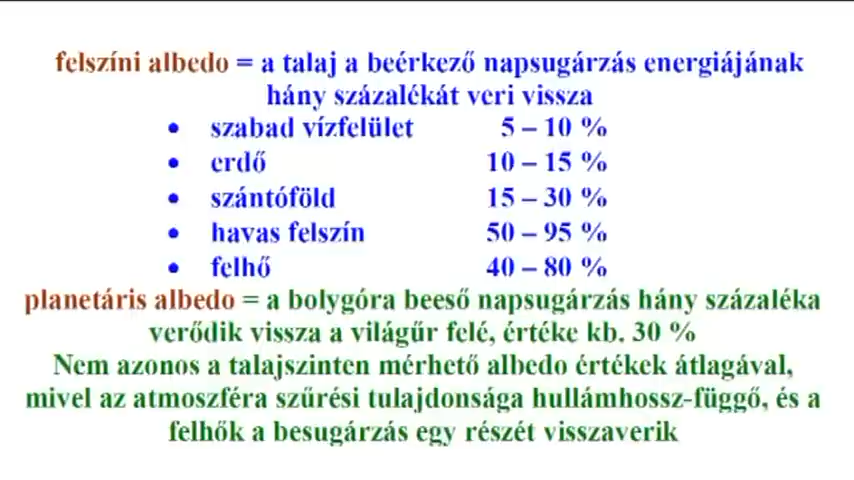 felszíni albedo = a talaj a beérkező napsugárzás energiájának
hány százalékát veri vissza
• szabad vízfelület 5 – 10 %
• erdő 10 – 15 %
• szántóföld 15 – 30 %
• havas felszín 50 – 95 %
• felhő 40 – 80 %
planetáris albedo = a bolygóra beeső napsugárzás hány százaléka
verődik vissza a világűr felé, értéke kb. 30 %
Nem azonos a talajszinten mérhető albedo értékek átlagával,
mivel az atmoszféra szűrési tulajdonsága hullámhossz-függő, és a
felhők a besugárzás egy részét visszaverik